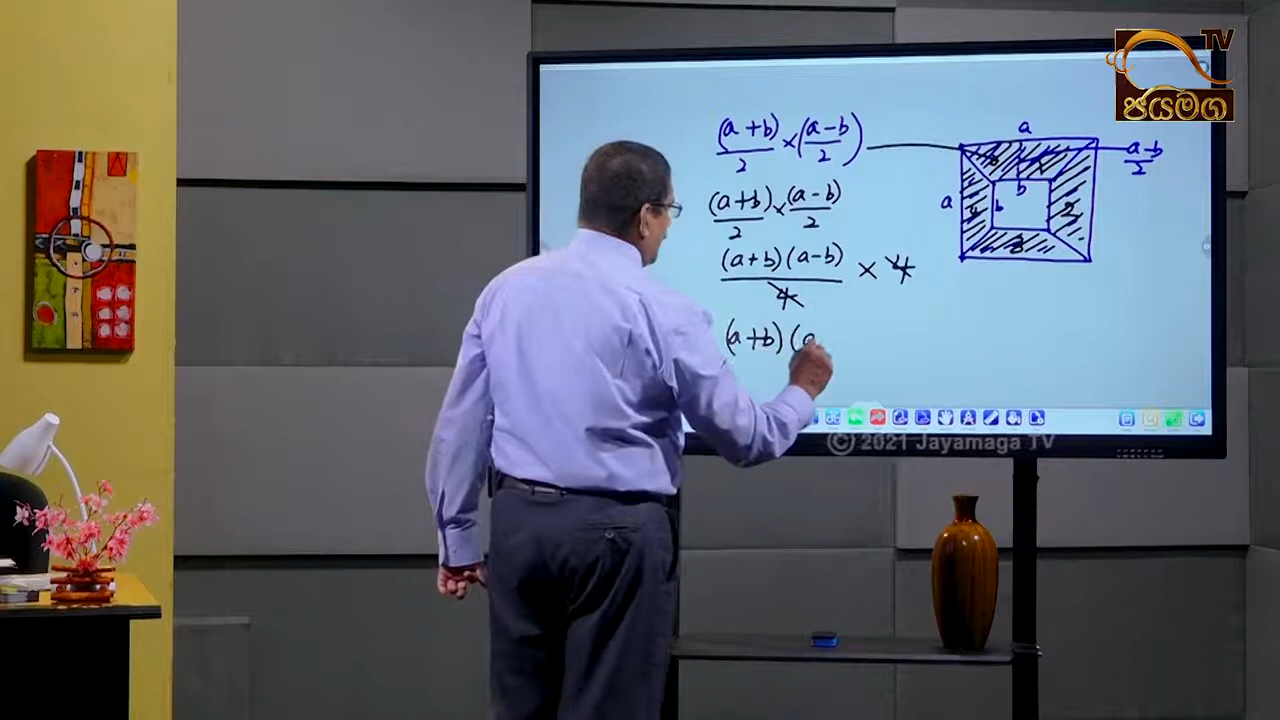 TV
ජයමග
(a+b)/2 × ((a-b)/2)
a
(a-b)/2
b
a
b
(a+b)/2 × (a-b)/2
(a+b)(a-b)/4 × 4
(a+b)(a
© 2021 Jayamaga TV